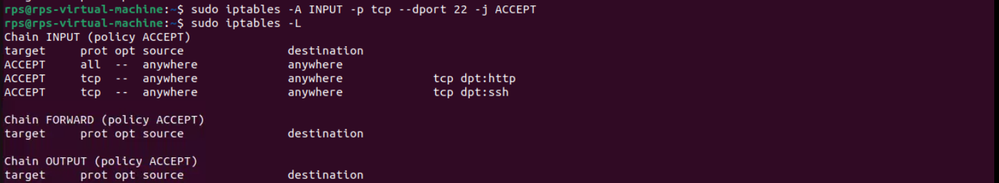 rps@rps-virtual-machine:~$ sudo iptables -A INPUT -p tcp --dport 22 -j ACCEPT
rps@rps-virtual-machine:~$ sudo iptables -L
Chain INPUT (policy ACCEPT)
target     prot opt source               destination
ACCEPT     all  --  anywhere             anywhere
ACCEPT     tcp  --  anywhere             anywhere             tcp dpt:http
ACCEPT     tcp  --  anywhere             anywhere             tcp dpt:ssh
Chain FORWARD (policy ACCEPT)
target     prot opt source               destination
Chain OUTPUT (policy ACCEPT)
target     prot opt source               destination